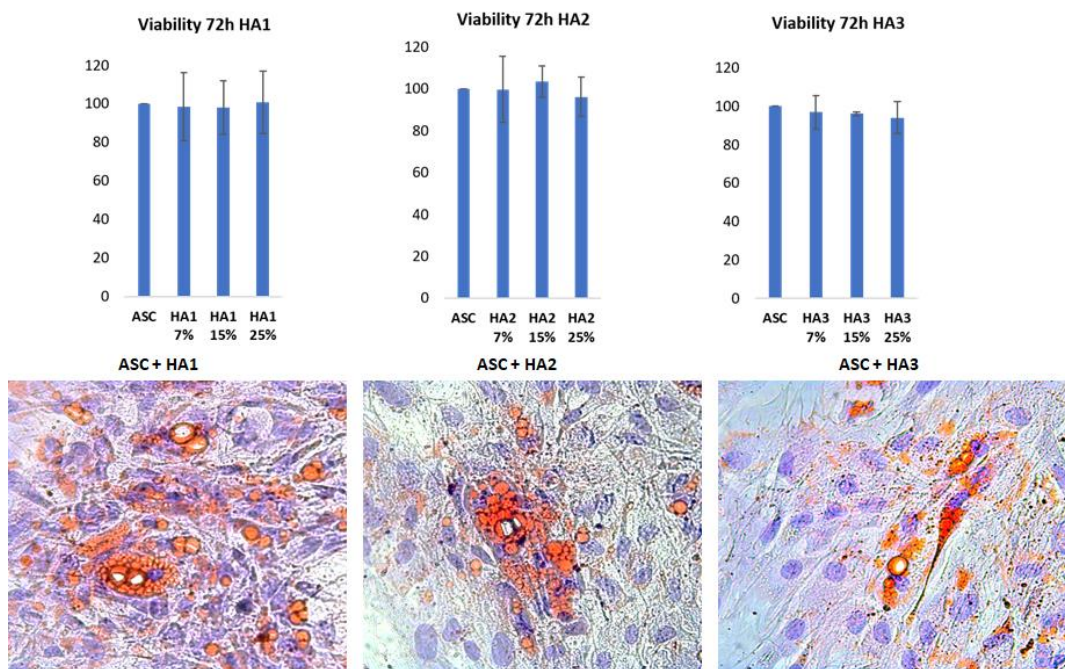 Viability 72h HA1
120
100
80
60
40
20
0
ASC
HA1 7%
HA1 15%
HA1 25%
Viability 72h HA2
120
100
80
60
40
20
0
ASC
HA2 7%
HA2 15%
HA2 25%
Viability 72h HA3
120
100
80
60
40
20
0
ASC
HA3 7%
HA3 15%
HA3 25%
ASC + HA1
ASC + HA2
ASC + HA3